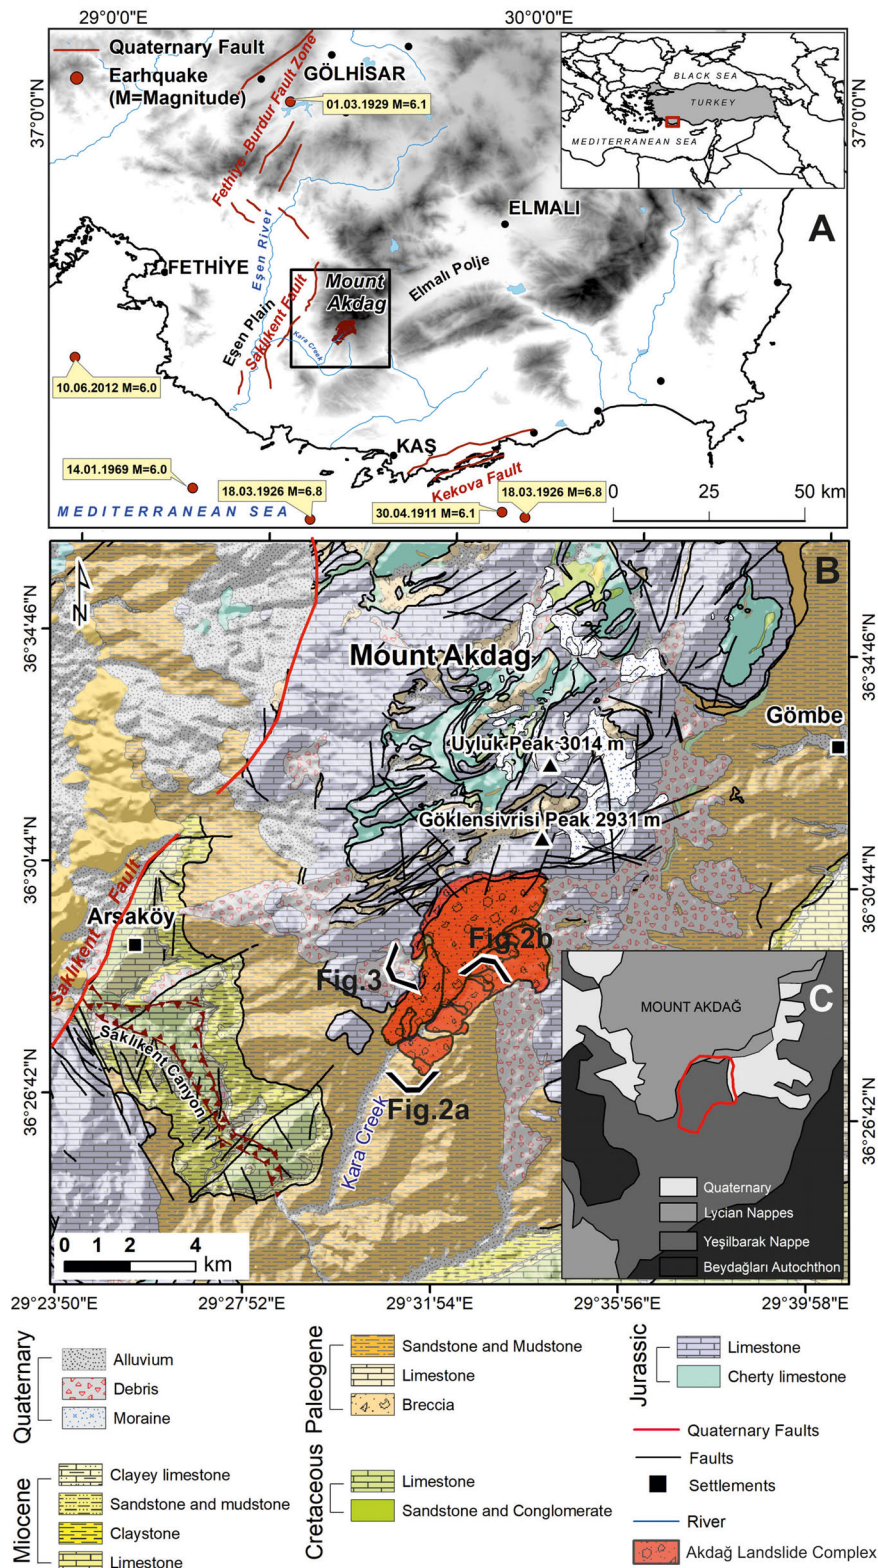 29°0'0"E
30°0'0"E
37°0'0"N
37°0'0"N
Quaternary Fault
Earhquake
(M=Magnitude)
GÖLHİSAR
01.03.1929 M=6.1
Fethiye-Burdur Fault Zone
BLACK SEA
TURKEY
MEDITERRANEAN SEA
A
ELMALI
Eşen River
FETHİYE
Mount
Akdag
Elmalı Polje
Eşen Plain
Saklıkent Fault
Kara Creek
10.06.2012 M=6.0
KAŞ
14.01.1969 M=6.0
Kekova Fault
18.03.1926 M=6.8
30.04.1911 M=6.1
18.03.1926 M=6.8
MEDITERRANEAN SEA
0 25 50 km
B
N
36°34'46"N
36°34'46"N
Mount Akdag
Gömbe
Uyluk Peak 3014 m
Göklensivrisi Peak 2931 m
36°30'44"N
36°30'44"N
Saklıkent Fault
Arsaköy
Fig.2b
Fig.3
C
MOUNT AKDAĞ
Saklıkent Canyon
36°26'42"N
36°26'42"N
Fig.2a
Kara Creek
Quaternary
Lycian Nappes
Yeşilbarak Nappe
Beydağları Autochthon
0 1 2 4
km
29°23'50"E
29°27'52"E
29°31'54"E
29°35'56"E
29°39'58"E
Quaternary
Alluvium
Debris
Moraine
Miocene
Clayey limestone
Sandstone and mudstone
Claystone
Limestone
Paleogene
Sandstone and Mudstone
Limestone
Breccia
Cretaceous
Limestone
Sandstone and Conglomerate
Jurassic
Limestone
Cherty limestone
Quaternary Faults
Faults
Settlements
River
Akdağ Landslide Complex